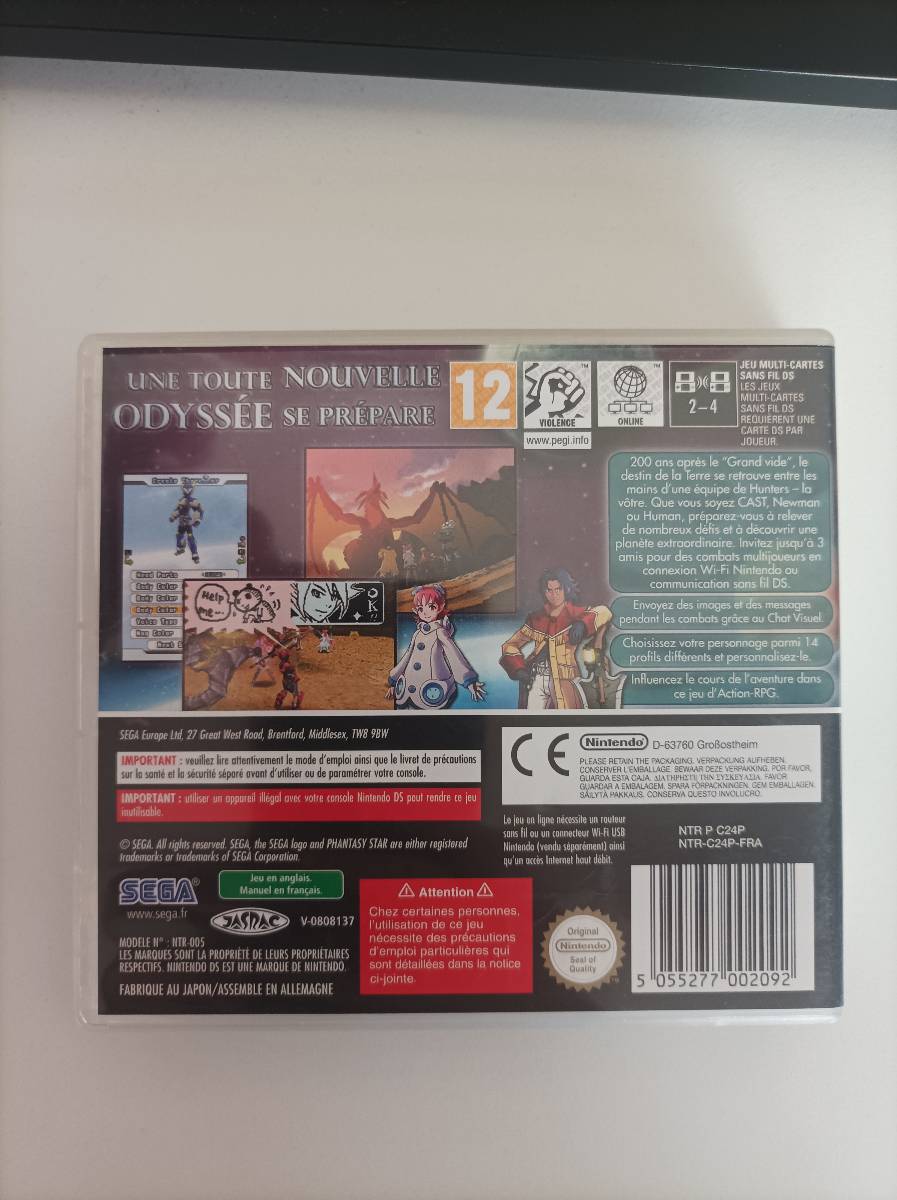 UNE TOUTE NOUVELLE
ODYSSÉE SE PRÉPARE
12
VIOLENCE
www.pegi.info
ONLINE
2–4
JEU MULTI-CARTES
SANS FIL DS
LES JEUX
MULTI-CARTES
SANS FIL DS
REQUIÈRENT UNE
CARTE DS PAR
JOUEUR.
Create Character
Head Parts
Body Color
Body Color
Body Color
Voice Type
Mag Color
Next
Help
me...
OK
200 ans après le "Grand vide", le
destin de la Terre se retrouve entre les
mains d'une équipe de Hunters – la
vôtre. Que vous soyez CAST, Newman
ou Human, préparez-vous à relever
de nombreux défis et à découvrir une
planète extraordinaire. Invitez jusqu'à 3
amis pour des combats multijoueurs en
connexion Wi-Fi Nintendo ou
communication sans fil DS.
Envoyez des images et des messages
pendant les combats grâce au Chat Visuel.
Choisissez votre personnage parmi 14
profils différents et personnalisez-le.
Influencez le cours de l'aventure dans
ce jeu d'Action-RPG.
SEGA Europe Ltd, 27 Great West Road, Brentford, Middlesex, TW8 9BW
IMPORTANT : veuillez lire attentivement le mode d'emploi ainsi que le livret de précautions
sur la santé et la sécurité séparé avant d'utiliser ou de paramétrer votre console.
IMPORTANT : utiliser un appareil illégal avec votre console Nintendo DS peut rendre ce jeu
inutilisable.
© SEGA. All rights reserved. SEGA, the SEGA logo and PHANTASY STAR are either registered
trademarks or trademarks of SEGA Corporation.
SEGA®
www.sega.fr
Jeu en anglais.
Manuel en français.
JASRAC
V-0808137
MODELE N° : NTR-005
LES MARQUES SONT LA PROPRIÉTÉ DE LEURS PROPRIÉTAIRES
RESPECTIFS. NINTENDO DS EST UNE MARQUE DE NINTENDO.
FABRIQUE AU JAPON/ASSEMBLE EN ALLEMAGNE
Attention
Chez certaines personnes,
l'utilisation de ce jeu
nécessite des précautions
d'emploi particulières qui
sont détaillées dans la notice
ci-jointe.
CE
Nintendo D-63760 Großostheim
PLEASE RETAIN THE PACKAGING. VERPACKUNG AUFHEBEN.
CONSERVER L'EMBALLAGE. BEWAAR DEZE VERPAKKING. POR FAVOR,
GUARDA ESTA CAJA. ΔΙΑΤΗΡΗΣΤΕ ΤΗΝ ΣΥΣΚΕΥΑΣΙΑ. FAVOR
GUARDAR A EMBALAGEM. SPARA FÖRPACKNINGEN. GEM EMBALLAGEN.
SÄILYTÄ PAKKAUS. CONSERVA QUESTO INVOLUCRO.
Le jeu en ligne nécessite un routeur
sans fil ou un connecteur Wi-Fi USB
Nintendo (vendu séparément) ainsi
qu'un accès Internet haut débit.
NTR P C24P
NTR-C24P-FRA
Original
Nintendo
Seal of
Quality
5 055277 002092